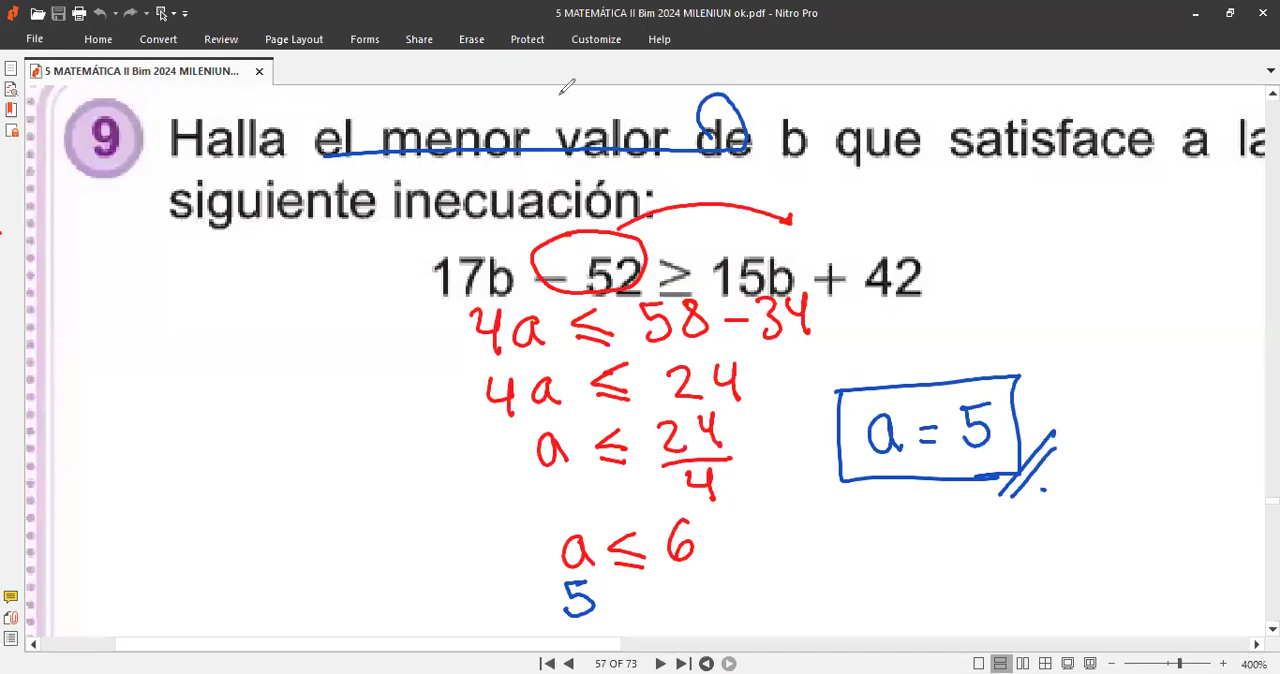 5 MATEMÁTICA II Bim 2024 MILENIUN ok.pdf - Nitro Pro
File Home Convert Review Page Layout Forms Share Erase Protect Customize Help
5 MATEMÁTICA II Bim 2024 MILENIUN...
9 Halla el menor valor de b que satisface a la
siguiente inecuación:
17b − 52 ≥ 15b + 42
4a ≤ 58 − 34
4a ≤ 24
a ≤ 24/4
a = 5
a ≤ 6
5
57 OF 73
400%